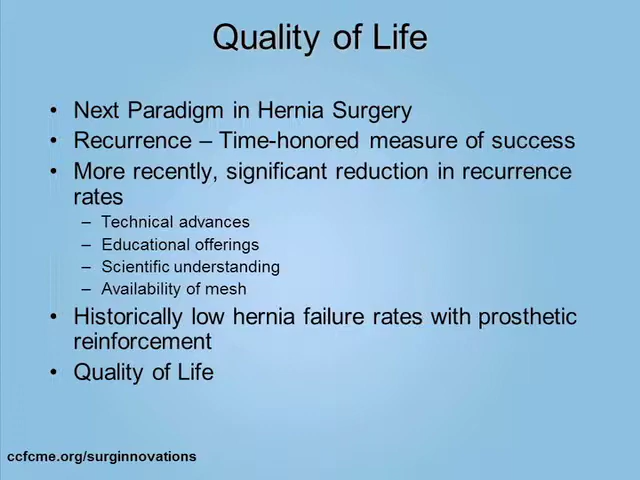 Quality of Life
• Next Paradigm in Hernia Surgery
• Recurrence – Time-honored measure of success
• More recently, significant reduction in recurrence
rates
– Technical advances
– Educational offerings
– Scientific understanding
– Availability of mesh
• Historically low hernia failure rates with prosthetic
reinforcement
• Quality of Life
ccfcme.org/surginnovations